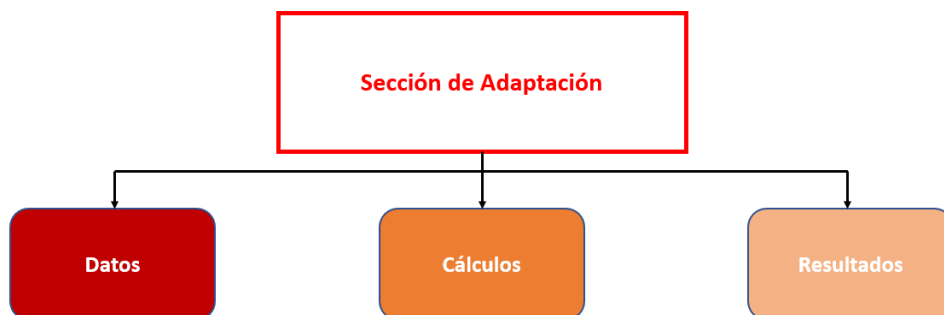 Sección de Adaptación
Datos
Cálculos
Resultados